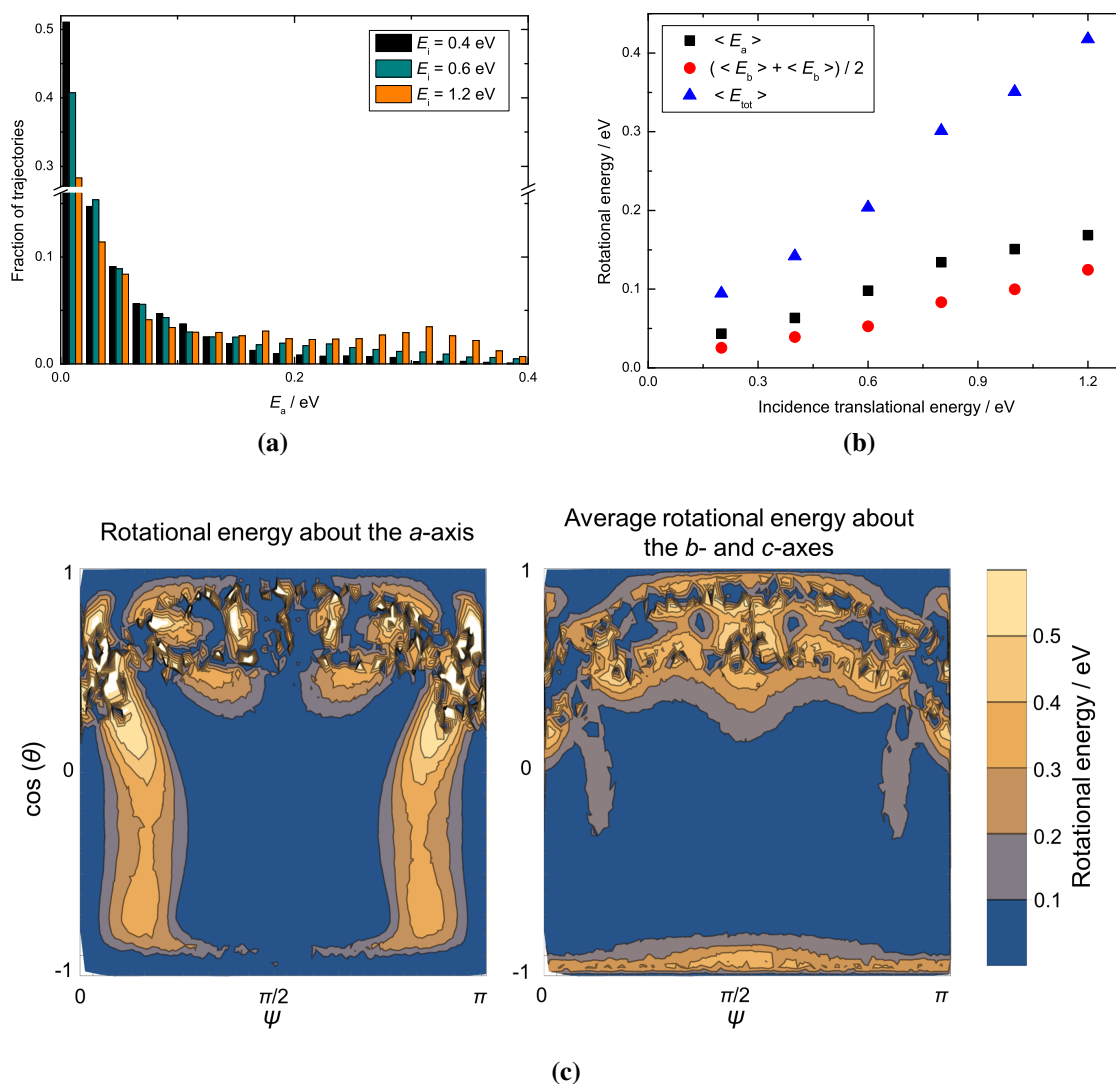 0.5
0.4
0.3
0.1
0.0
0.0
0.2
0.4
Fraction of trajectories
E_a / eV
E_i = 0.4 eV
E_i = 0.6 eV
E_i = 1.2 eV
(a)
0.4
0.3
0.2
0.1
0.0
0.0
0.3
0.6
0.9
1.2
Rotational energy / eV
Incidence translational energy / eV
< E_a >
( < E_b > + < E_b > ) / 2
< E_tot >
(b)
Rotational energy about the a-axis
1
0
-1
cos (θ)
0
π/2
π
ψ
Average rotational energy about
the b- and c-axes
1
0
-1
0
π/2
π
ψ
0.5
0.4
0.3
0.2
0.1
Rotational energy / eV
(c)